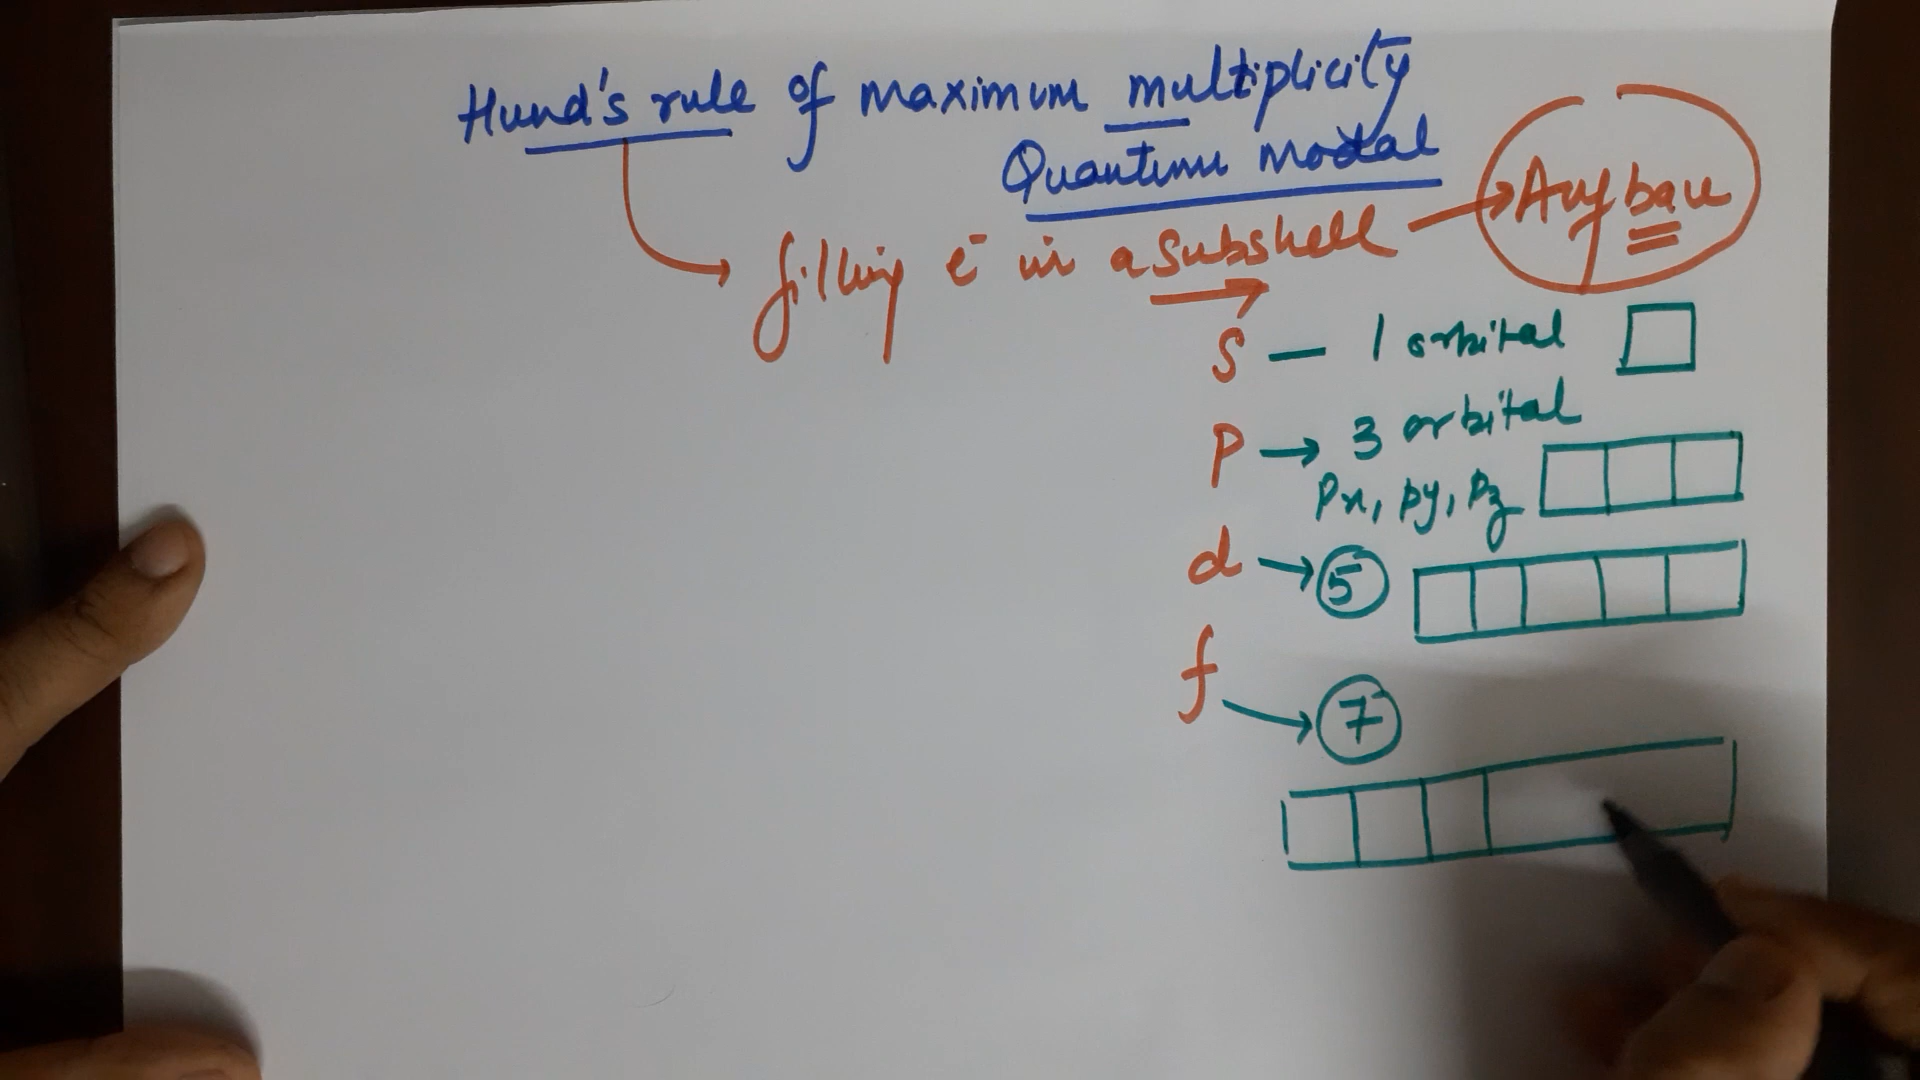 Hund's rule of maximum multiplicity
Quantum modal
filling e⁻ in a subshell → Aufbau
S — 1 orbital
P → 3 orbital
Px, py, Pz
d → 5
f → 7